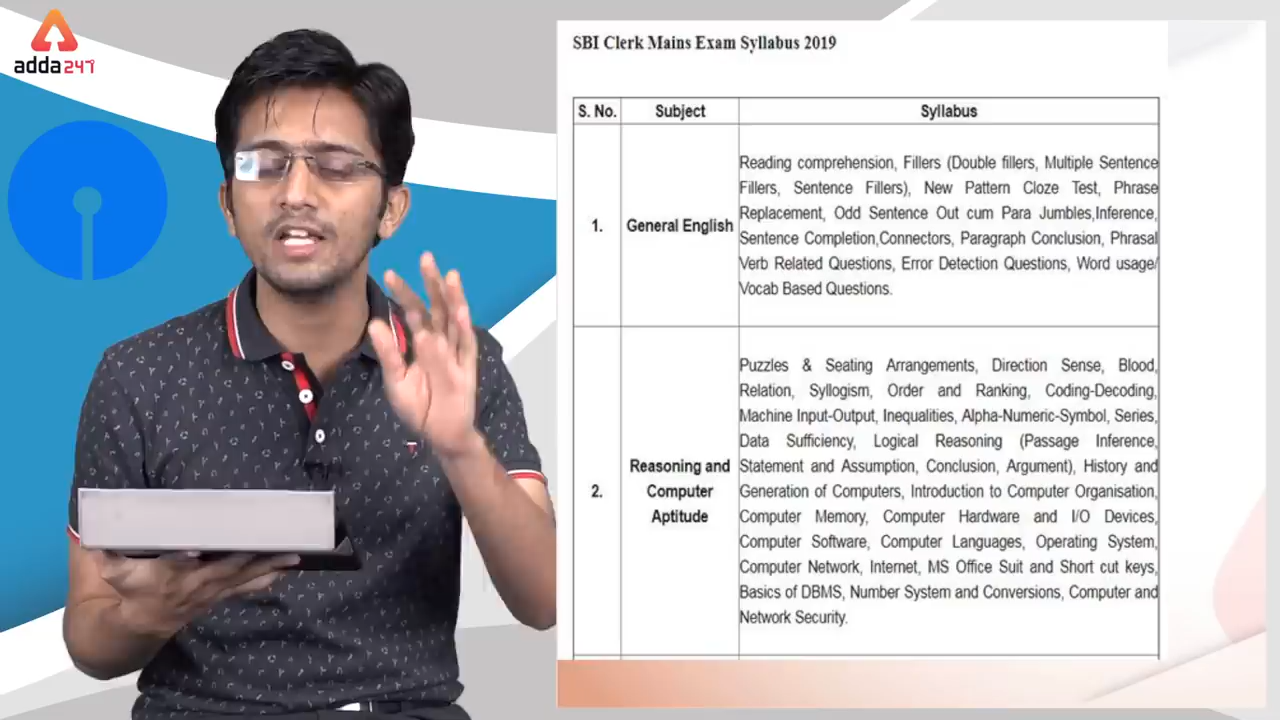 adda247
SBI Clerk Mains Exam Syllabus 2019
S. No.
Subject
Syllabus
1.
General English
Reading comprehension, Fillers (Double fillers, Multiple Sentence
Fillers, Sentence Fillers), New Pattern Cloze Test, Phrase
Replacement, Odd Sentence Out cum Para Jumbles,Inference,
Sentence Completion,Connectors, Paragraph Conclusion, Phrasal
Verb Related Questions, Error Detection Questions, Word usage/
Vocab Based Questions.
2.
Reasoning and
Computer
Aptitude
Puzzles & Seating Arrangements, Direction Sense, Blood,
Relation, Syllogism, Order and Ranking, Coding-Decoding,
Machine Input-Output, Inequalities, Alpha-Numeric-Symbol, Series,
Data Sufficiency, Logical Reasoning (Passage Inference,
Statement and Assumption, Conclusion, Argument), History and
Generation of Computers, Introduction to Computer Organisation,
Computer Memory, Computer Hardware and I/O Devices,
Computer Software, Computer Languages, Operating System,
Computer Network, Internet, MS Office Suit and Short cut keys,
Basics of DBMS, Number System and Conversions, Computer and
Network Security.